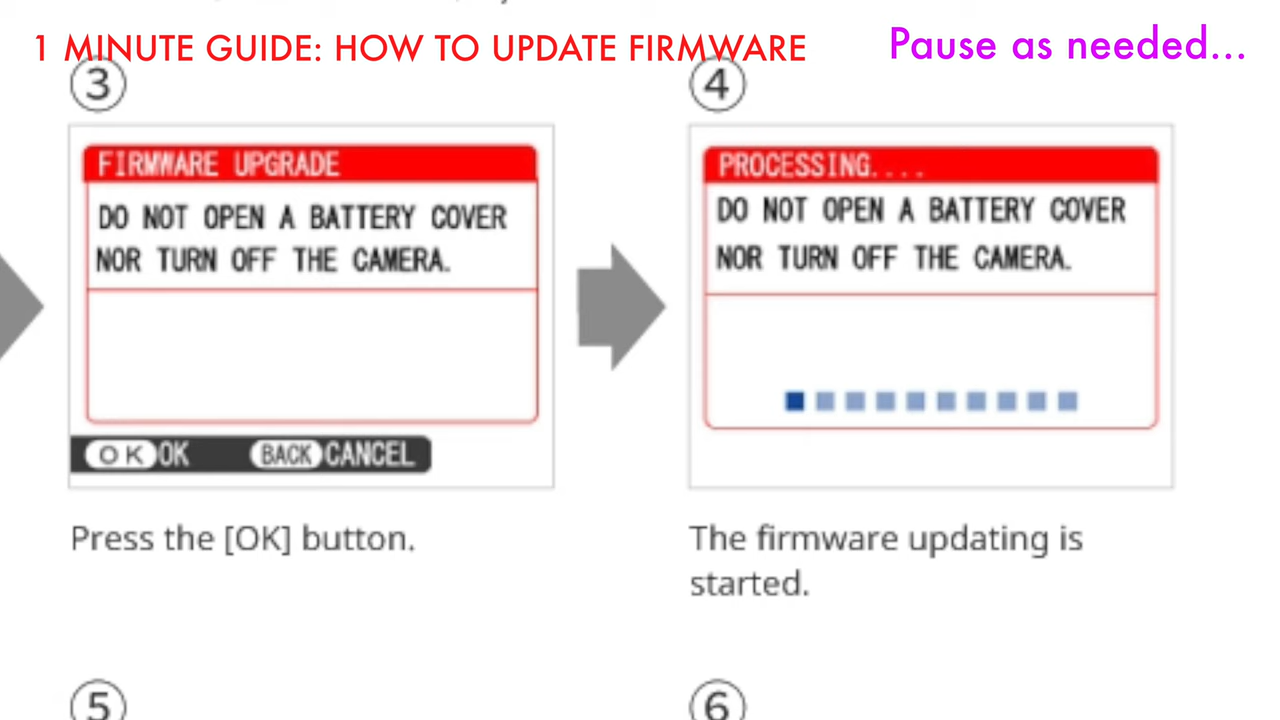 1 MINUTE GUIDE: HOW TO UPDATE FIRMWARE
Pause as needed...
3
FIRMWARE UPGRADE
DO NOT OPEN A BATTERY COVER
NOR TURN OFF THE CAMERA.
OK OK BACK CANCEL
Press the [OK] button.
4
PROCESSING....
DO NOT OPEN A BATTERY COVER
NOR TURN OFF THE CAMERA.
The firmware updating is
started.
5
6